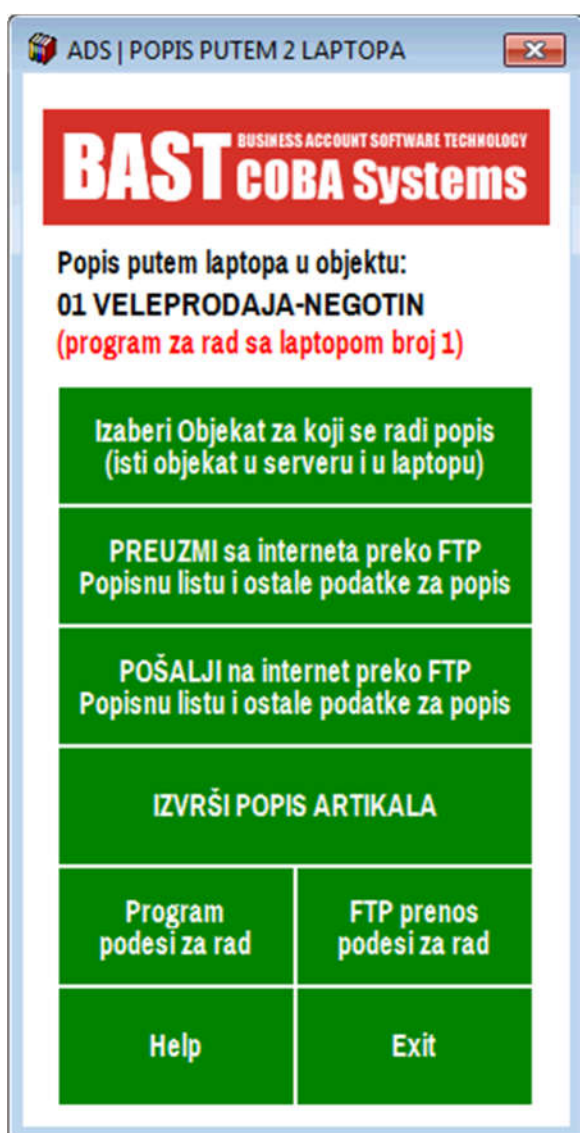 ADS | POPIS PUTEM 2 LAPTOPA
BAST BUSINESS ACCOUNT SOFTWARE TECHNOLOGY
COBA Systems
Popis putem laptopa u objektu:
01 VELEPRODAJA-NEGOTIN
(program za rad sa laptopom broj 1)
Izaberi Objekat za koji se radi popis
(isti objekat u serveru i u laptopu)
PREUZMI sa interneta preko FTP
Popisnu listu i ostale podatke za popis
POŠALJI na internet preko FTP
Popisnu listu i ostale podatke za popis
IZVRŠI POPIS ARTIKALA
Program
podesi za rad
FTP prenos
podesi za rad
Help
Exit